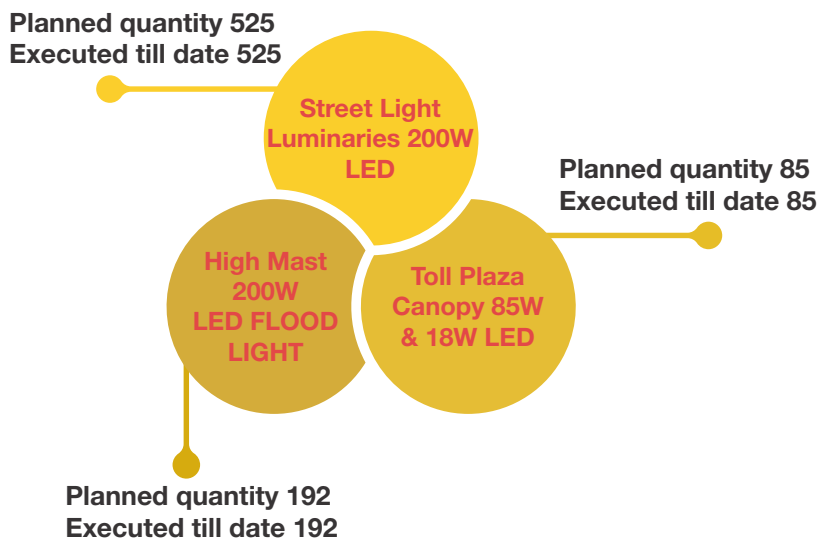 Planned quantity 525
Executed till date 525
Street Light
Luminaries 200W
LED
Planned quantity 85
Executed till date 85
High Mast
200W
LED FLOOD
LIGHT
Toll Plaza
Canopy 85W
& 18W LED
Planned quantity 192
Executed till date 192